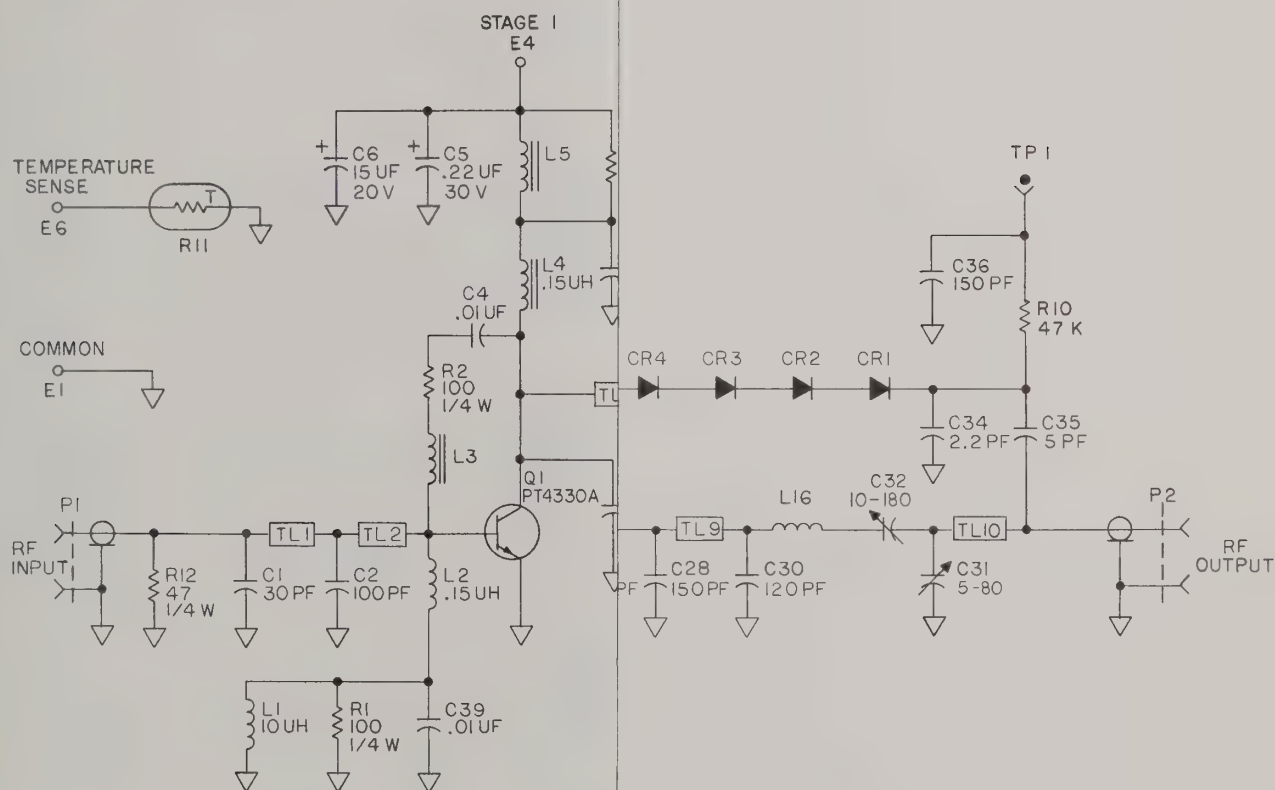 STAGE I
E4
C6
15 UF
20 V
C5
.22 UF
30 V
L5
TP I
TEMPERATURE
SENSE
E6
T
R11
L4
.15UH
C36
150 PF
R10
47 K
C4
.01 UF
COMMON
E1
R2
100
1/4 W
TL
CR4
CR3
CR2
CR1
L3
C34
2.2 PF
C35
5 PF
Q1
PT4330A
C32
10-180
L16
P1
TL1
TL2
TL9
TL10
P2
RF
INPUT
RF
OUTPUT
R12
47
1/4 W
C1
30 PF
C2
100 PF
L2
.15UH
PF
C28
150 PF
C30
120 PF
C31
5-80
L1
10 UH
R1
100
1/4 W
C39
.01 UF